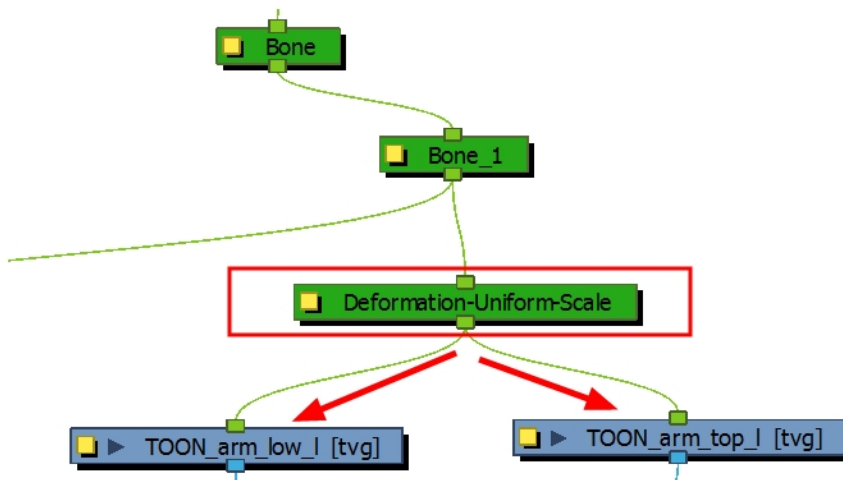 Bone
Bone_1
Deformation-Uniform-Scale
TOON_arm_low_l [tvg]
TOON_arm_top_l [tvg]